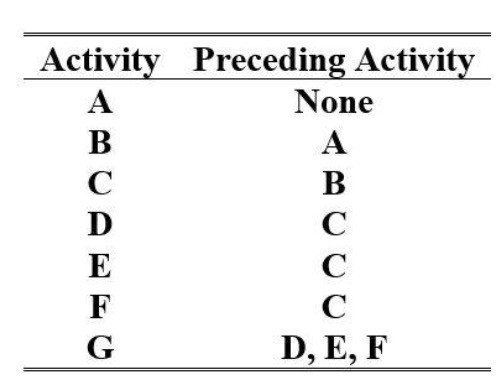 Activity Preceding Activity
A None
B A
C B
D C
E C
F C
G D, E, F